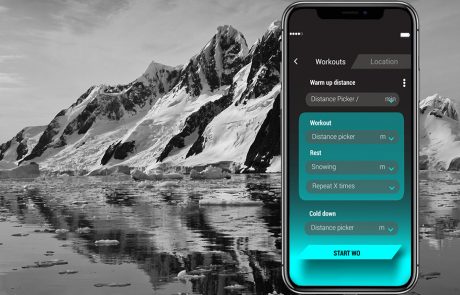 Workouts Location
Warm up distance
Distance Picker / min
Workout
Distance picker m
Rest
Snowing m
Repeat X times
Cold down
Distance picker m
START WO